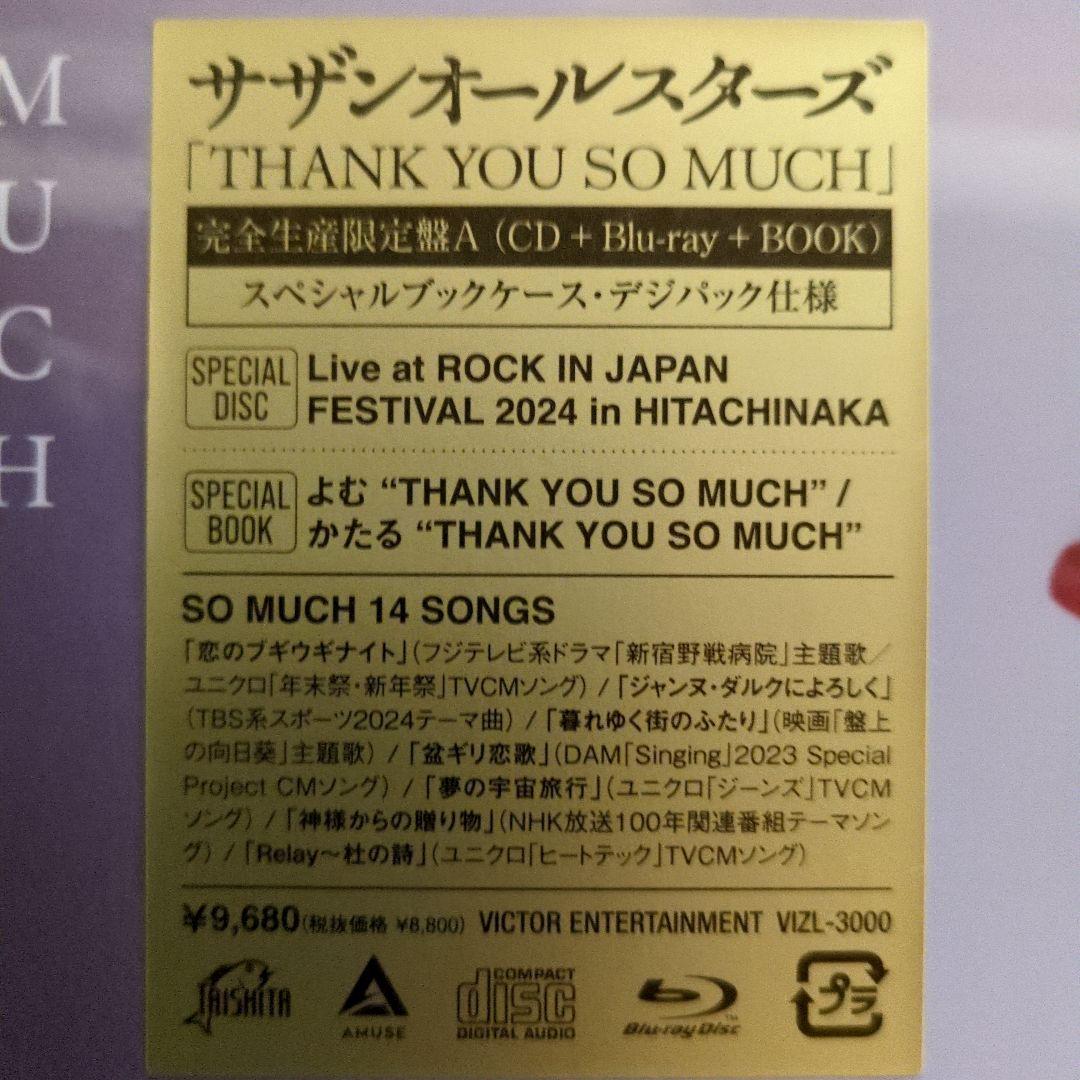 M
U
C
H
サザンオールスターズ
「THANK YOU SO MUCH」
完全生産限定盤A (CD + Blu-ray + BOOK)
スペシャルブックケース・デジパック仕様
SPECIAL
DISC
Live at ROCK IN JAPAN
FESTIVAL 2024 in HITACHINAKA
SPECIAL
BOOK
よむ “THANK YOU SO MUCH” /
かたる “THANK YOU SO MUCH”
SO MUCH 14 SONGS
「恋のブギウギナイト」(フジテレビ系ドラマ「新宿野戦病院」主題歌/
ユニクロ「年末祭・新年祭」TVCMソング) / 「ジャンヌ・ダルクによろしく」
(TBS系スポーツ2024テーマ曲) / 「暮れゆく街のふたり」(映画「盤上
の向日葵」主題歌) / 「盆ギリ恋歌」(DAM「Singing」2023 Special
Project CMソング) / 「夢の宇宙旅行」(ユニクロ「ジーンズ」TVCM
ソング) / 「神様からの贈り物」(NHK放送100年関連番組テーマソン
グ) / 「Relay〜杜の詩」(ユニクロ「ヒートテック」TVCMソング)
¥9,680(税抜価格 ¥8,800) VICTOR ENTERTAINMENT VIZL-3000
TAISHITA
AMUSE
COMPACT
disc
DIGITAL AUDIO
Blu-ray Disc
TM
プラ